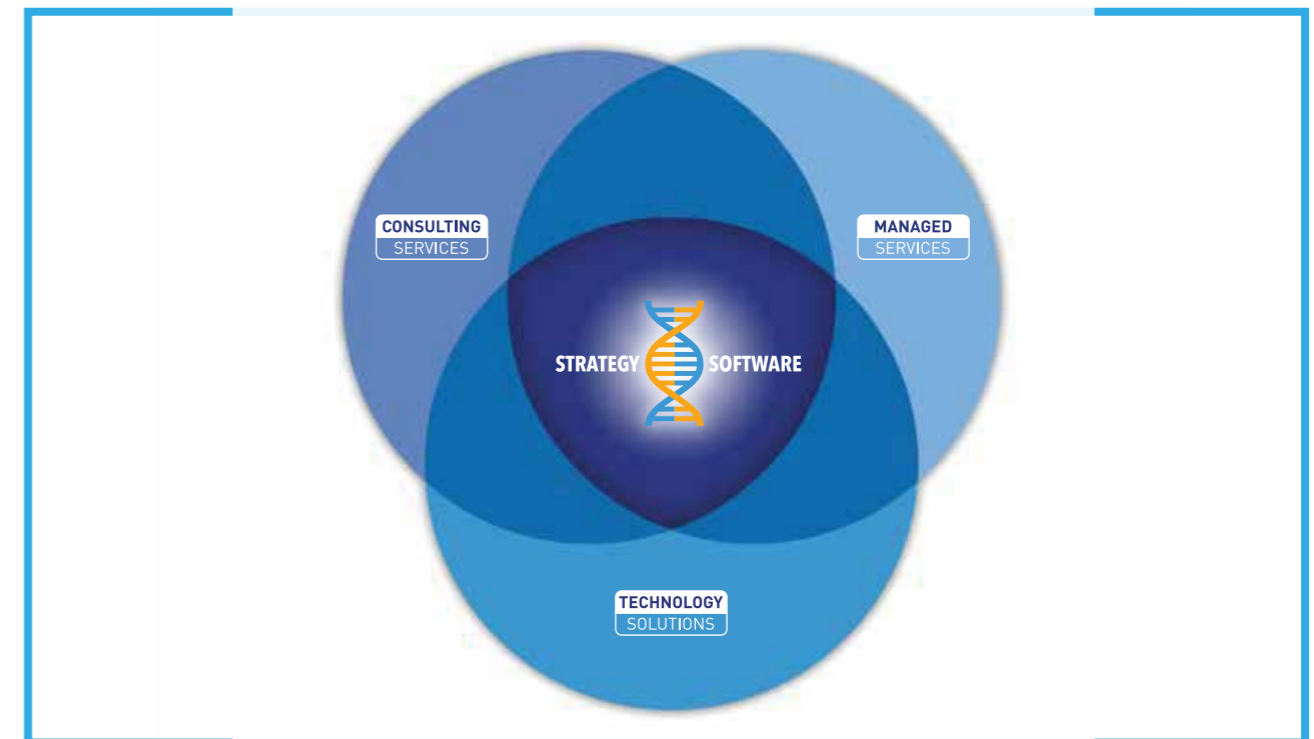 CONSULTING
SERVICES
MANAGED
SERVICES
STRATEGY SOFTWARE
TECHNOLOGY
SOLUTIONS